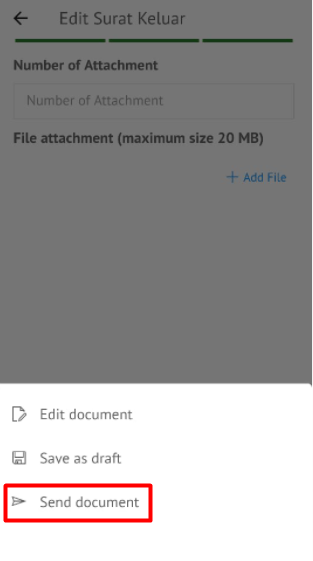 Edit Surat Keluar
Number of Attachment
Number of Attachment
File attachment (maximum size 20 MB)
+ Add File
Edit document
Save as draft
Send document